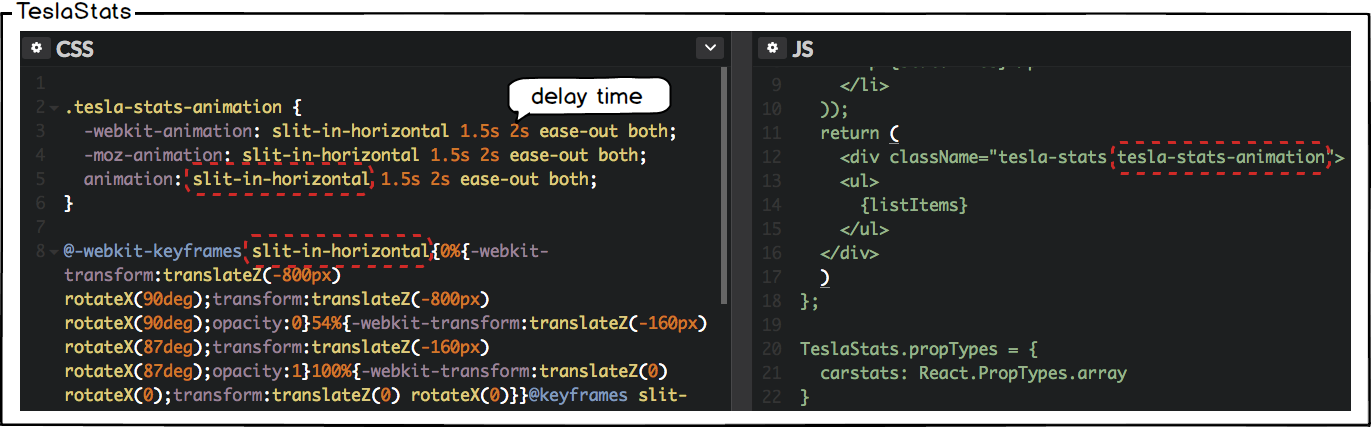 TeslaStats
CSS
1
2 .tesla-stats-animation {
delay time
3 -webkit-animation: slit-in-horizontal 1.5s 2s ease-out both;
4 -moz-animation: slit-in-horizontal 1.5s 2s ease-out both;
5 animation: slit-in-horizontal 1.5s 2s ease-out both;
6 }
7
8 @-webkit-keyframes slit-in-horizontal{0%{-webkit-
transform:translateZ(-800px)
rotateX(90deg);transform:translateZ(-800px)
rotateX(90deg);opacity:0}54%{-webkit-transform:translateZ(-160px)
rotateX(87deg);transform:translateZ(-160px)
rotateX(87deg);opacity:1}100%{-webkit-transform:translateZ(0)
rotateX(0);transform:translateZ(0) rotateX(0)}}@keyframes slit-
JS
9 </li>
10 ));
11 return (
12 <div className="tesla-stats tesla-stats-animation">
13 <ul>
14 {listItems}
15 </ul>
16 </div>
17 )
18 };
19
20 TeslaStats.propTypes = {
21 carstats: React.PropTypes.array
22 }